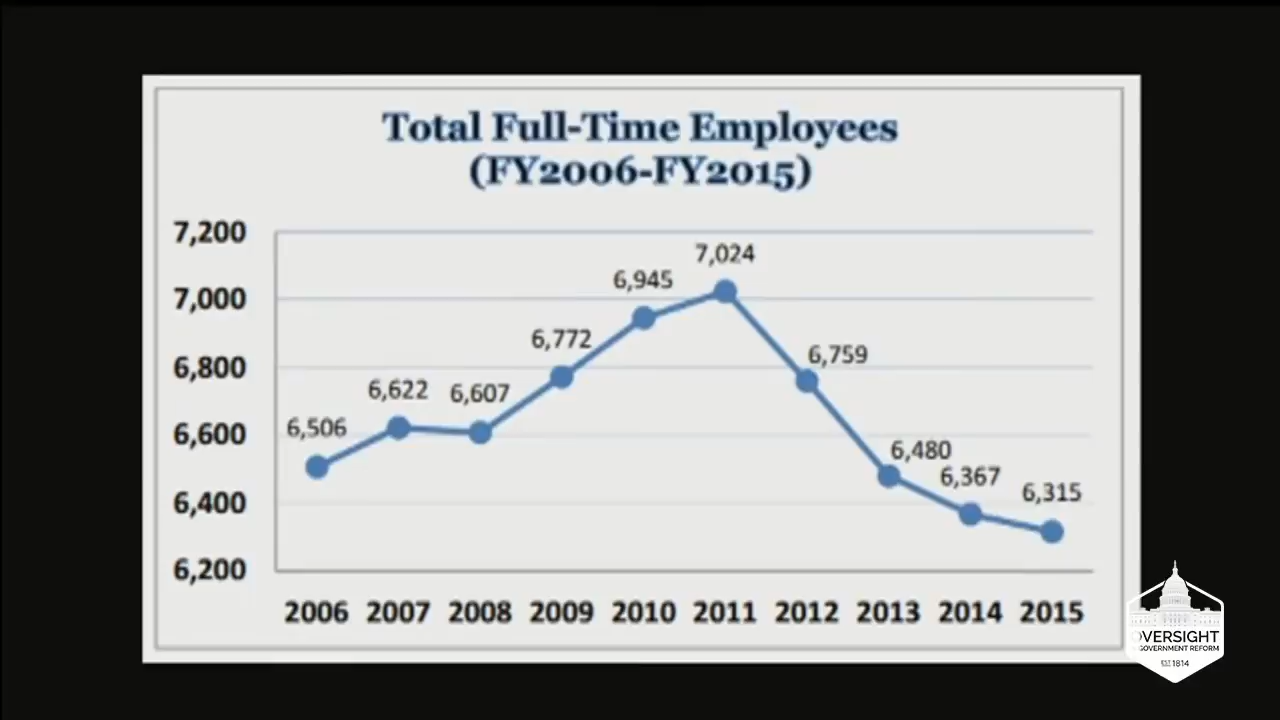 Total Full-Time Employees
(FY2006-FY2015)
7,200
7,000
6,800
6,600
6,400
6,200
6,506
6,622
6,607
6,772
6,945
7,024
6,759
6,480
6,367
6,315
2006 2007 2008 2009 2010 2011 2012 2013 2014 2015
OVERSIGHT
GOVERNMENT REFORM
EST 1814